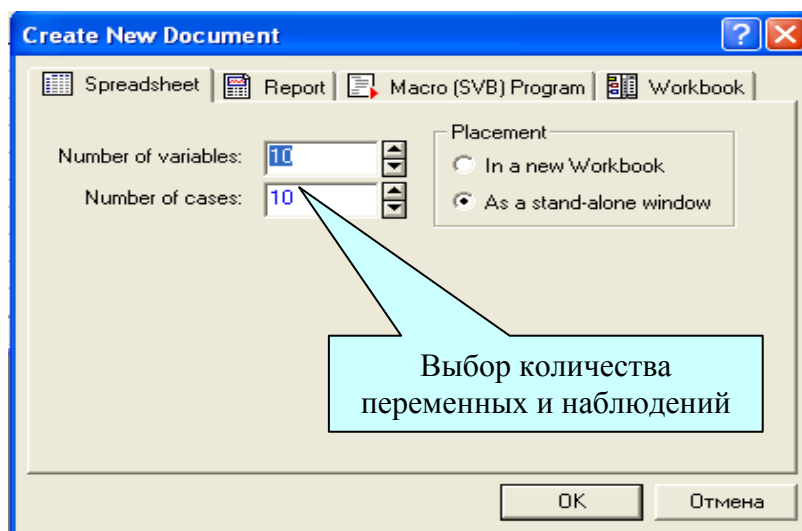 Create New Document
Spreadsheet Report Macro (SVB) Program Workbook
Placement
Number of variables: 10
In a new Workbook
Number of cases: 10
As a stand-alone window
Выбор количества
переменных и наблюдений
OK Отмена